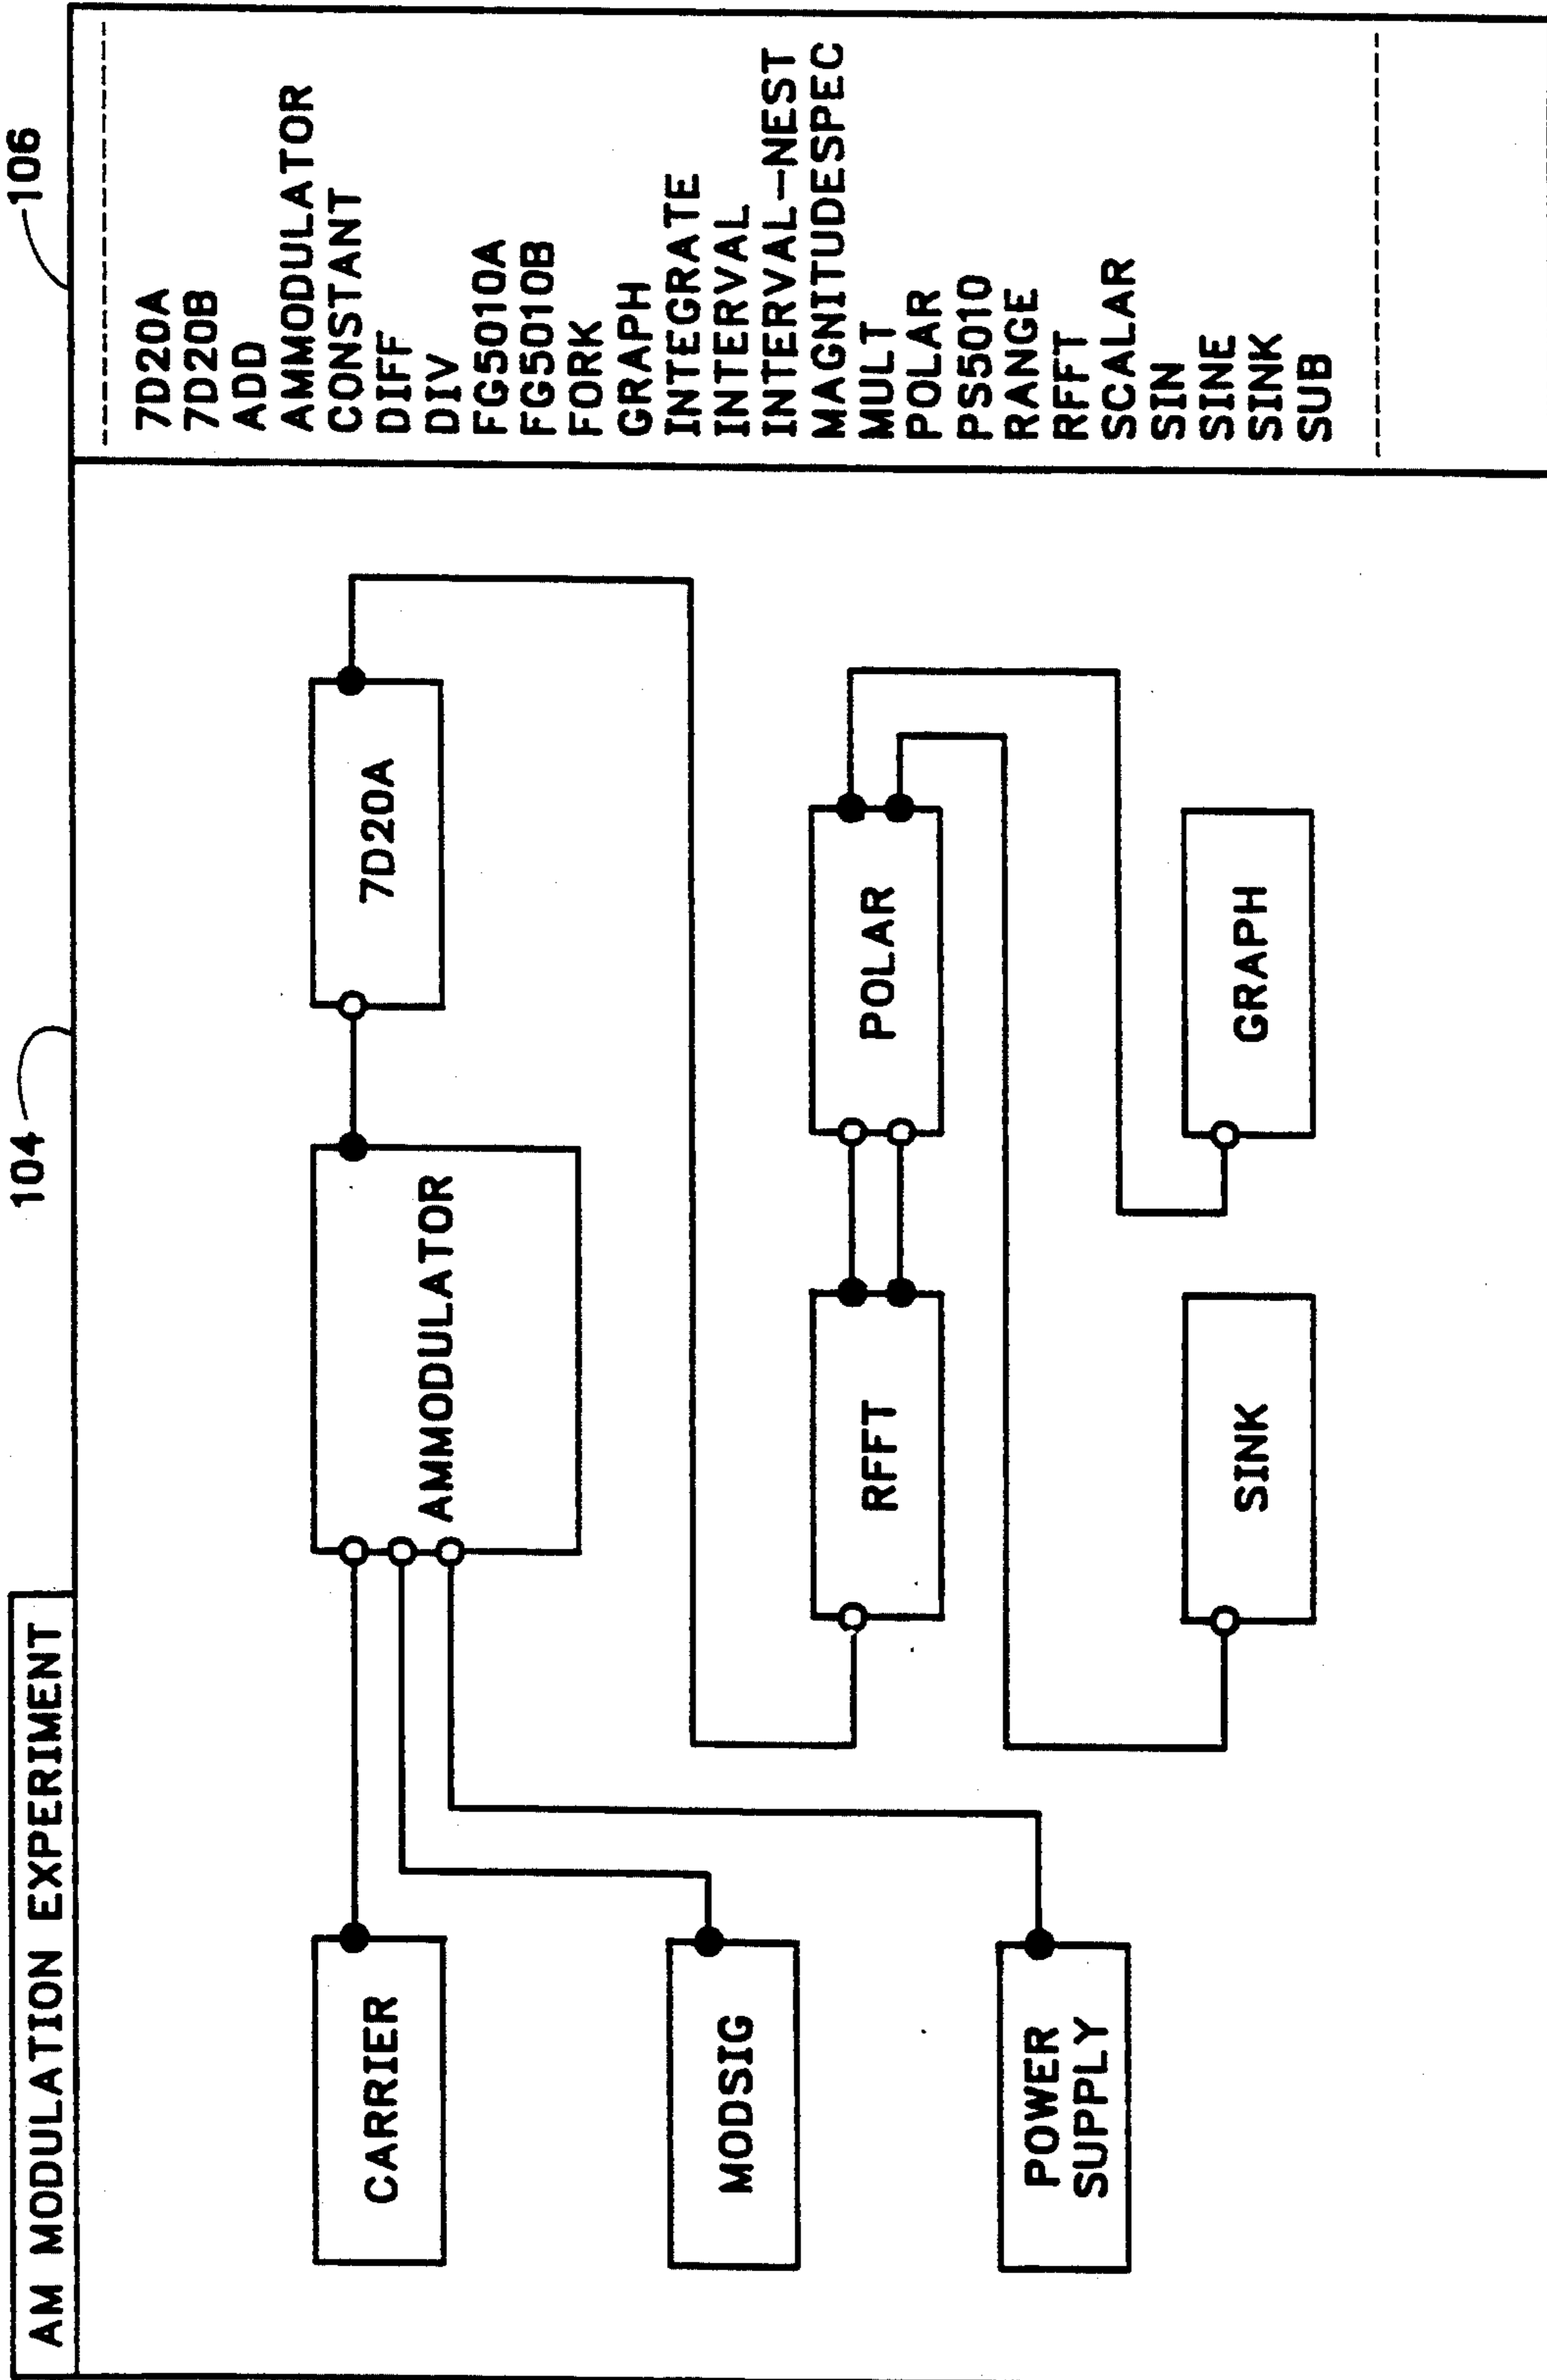 AM MODULATION EXPERIMENT
104
106
CARRIER
MODSIG
POWER
SUPPLY
AMMODULATOR
7D20A
RFFT
POLAR
SINK
GRAPH
7D20A
7D20B
ADD
AMMODULATOR
CONSTANT
DIFF
DIV
FG5010A
FG5010B
FORK
GRAPH
INTEGRATE
INTERVAL
INTERVAL-NEST
MAGNITUDESPEC
MULT
POLAR
PS5010
RANGE
RFFT
SCALAR
SIN
SINE
SINK
SUB